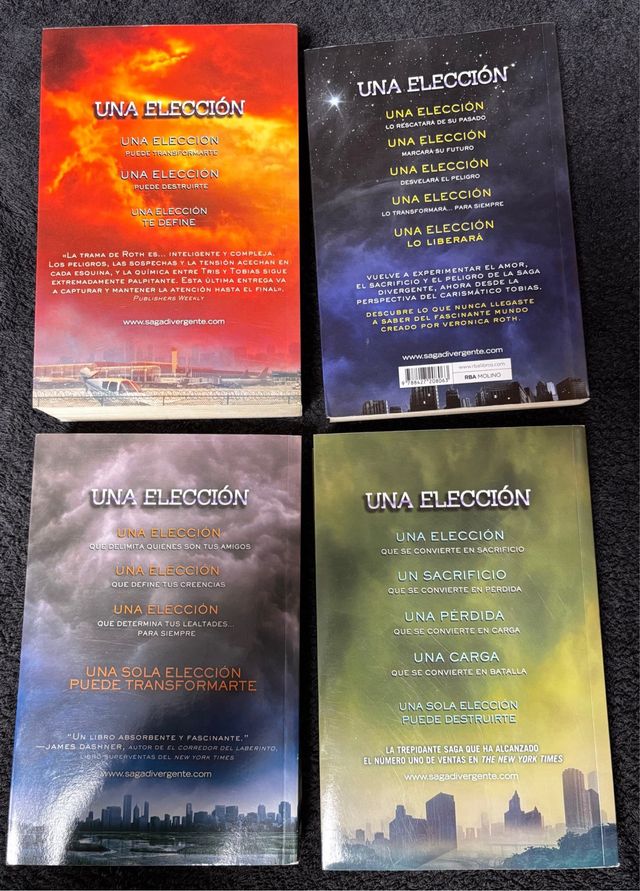 UNA ELECCIÓN
UNA ELECCIÓN
PUEDE TRANSFORMARTE
UNA ELECCIÓN
PUEDE DESTRUIRTE
UNA ELECCIÓN
TE DEFINE
«LA TRAMA DE ROTH ES... INTELIGENTE Y COMPLEJA.
LOS PELIGROS, LAS SOSPECHAS Y LA TENSIÓN ACECHAN EN
CADA ESQUINA, Y LA QUÍMICA ENTRE TRIS Y TOBIAS SIGUE
EXTREMADAMENTE PALPITANTE. ESTA ÚLTIMA ENTREGA VA
A CAPTURAR Y MANTENER LA ATENCIÓN HASTA EL FINAL».
PUBLISHERS WEEKLY
www.sagadivergente.com
UNA ELECCIÓN
UNA ELECCIÓN
LO RESCATARA DE SU PASADO
UNA ELECCIÓN
MARCARÁ SU FUTURO
UNA ELECCIÓN
DESVELARÁ EL PELIGRO
UNA ELECCIÓN
LO TRANSFORMARÁ... PARA SIEMPRE
UNA ELECCIÓN
LO LIBERARÁ
VUELVE A EXPERIMENTAR EL AMOR,
EL SACRIFICIO Y EL PELIGRO DE LA SAGA
DIVERGENTE, AHORA DESDE LA
PERSPECTIVA DEL CARISMÁTICO TOBIAS.
DESCUBRE LO QUE NUNCA LLEGASTE
A SABER DEL FASCINANTE MUNDO
CREADO POR VERONICA ROTH.
www.sagadivergente.com
www.rbalibros.com
RBA MOLINO
9 788427 208063
UNA ELECCIÓN
UNA ELECCIÓN
QUE DELIMITA QUIENES SON TUS AMIGOS
UNA ELECCIÓN
QUE DEFINE TUS CREENCIAS
UNA ELECCIÓN
QUE DETERMINA TUS LEALTADES...
PARA SIEMPRE
UNA SOLA ELECCIÓN
PUEDE TRANSFORMARTE
"UN LIBRO ABSORBENTE Y FASCINANTE."
—JAMES DASHNER, AUTOR DE EL CORREDOR DEL LABERINTO,
LIBRO SUPERVENTAS DEL NEW YORK TIMES
www.sagadivergente.com
UNA ELECCIÓN
UNA ELECCIÓN
QUE SE CONVIERTE EN SACRIFICIO
UN SACRIFICIO
QUE SE CONVIERTE EN PÉRDIDA
UNA PÉRDIDA
QUE SE CONVIERTE EN CARGA
UNA CARGA
QUE SE CONVIERTE EN BATALLA
UNA SOLA ELECCIÓN
PUEDE DESTRUIRTE
LA TREPIDANTE SAGA QUE HA ALCANZADO
EL NÚMERO UNO DE VENTAS EN THE NEW YORK TIMES
www.sagadivergente.com